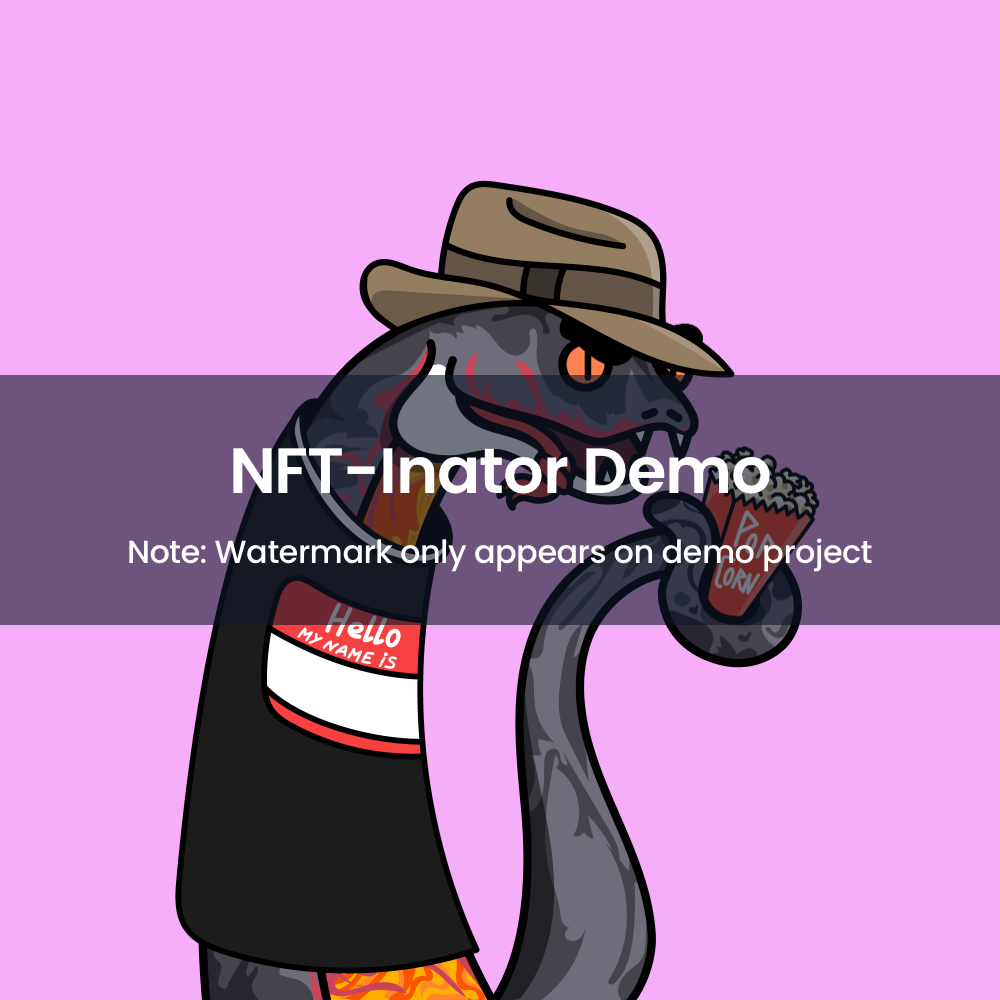 NFT-Inator Demo
Note: Watermark only appears on demo project
POP
CORN
Hello
MY NAME iS